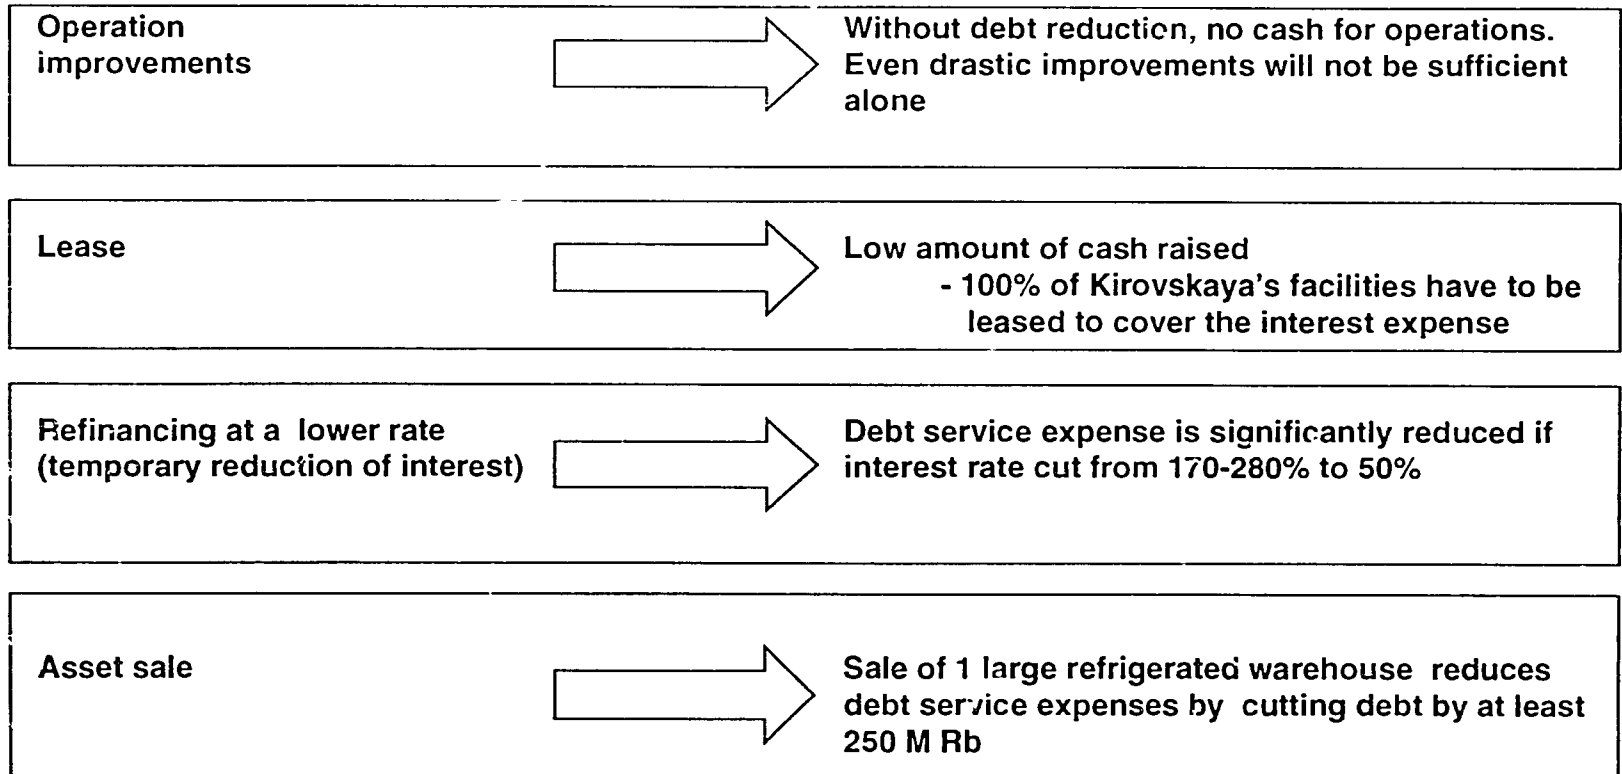 Operation
improvements
Without debt reduction, no cash for operations.
Even drastic improvements will not be sufficient
alone
Lease
Low amount of cash raised
- 100% of Kirovskaya's facilities have to be
leased to cover the interest expense
Refinancing at a lower rate
(temporary reduction of interest)
Debt service expense is significantly reduced if
interest rate cut from 170-280% to 50%
Asset sale
Sale of 1 large refrigerated warehouse reduces
debt service expenses by cutting debt by at least
250 M Rb